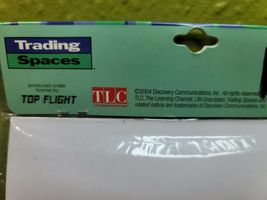 Trading
Spaces
produced under
license by
TOP FLIGHT
TLC
©2004 Discovery Communications, Inc. All rights reserved.
TLC, The Learning Channel, Life Unscripted, Trading Spaces and
related indicia are trademarks of Discovery Communications, Inc.